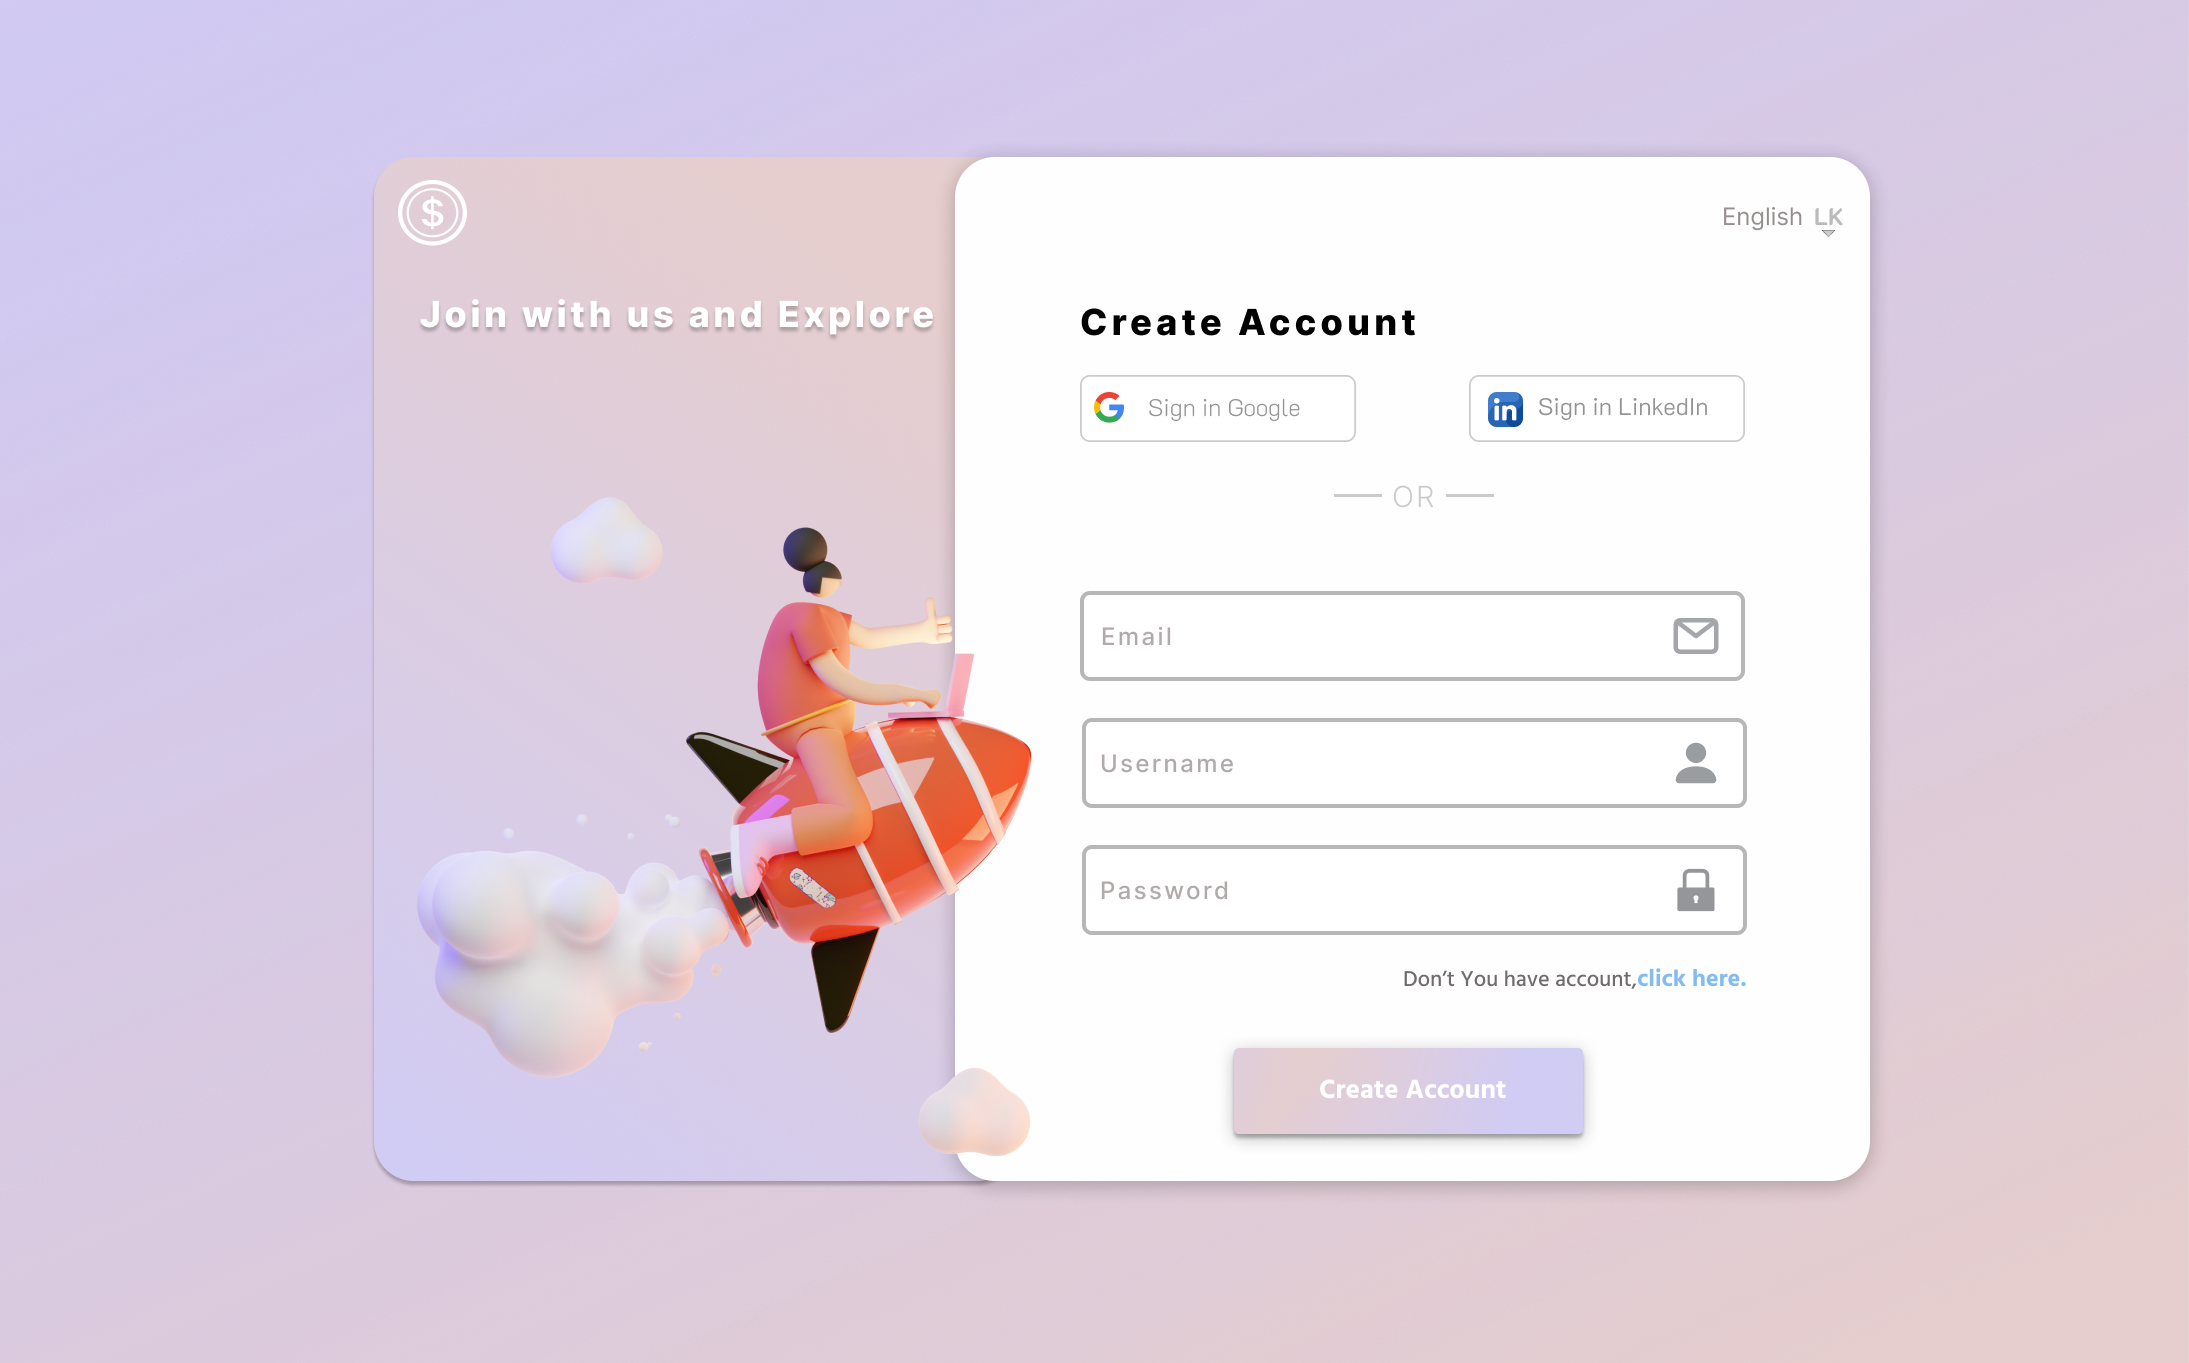 $
Join with us and Explore
English LK
Create Account
Sign in Google
Sign in LinkedIn
OR
Email
Username
Password
Don’t You have account,click here.
Create Account